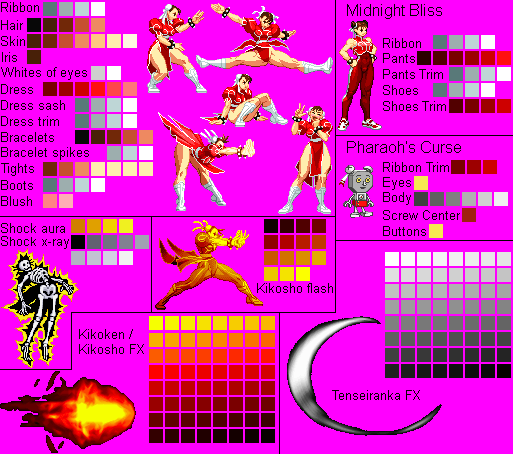 Ribbon
Hair
Skin
Iris
Whites of eyes
Dress
Dress sash
Dress trim
Bracelets
Bracelet spikes
Tights
Boots
Blush
Midnight Bliss
Ribbon
Pants
Pants Trim
Shoes
Shoes Trim
Pharaoh's Curse
Ribbon Trim
Eyes
Body
Screw Center
Buttons
Shock aura
Shock x-ray
Kikosho flash
Kikoken /
Kikosho FX
Tenseiranka FX